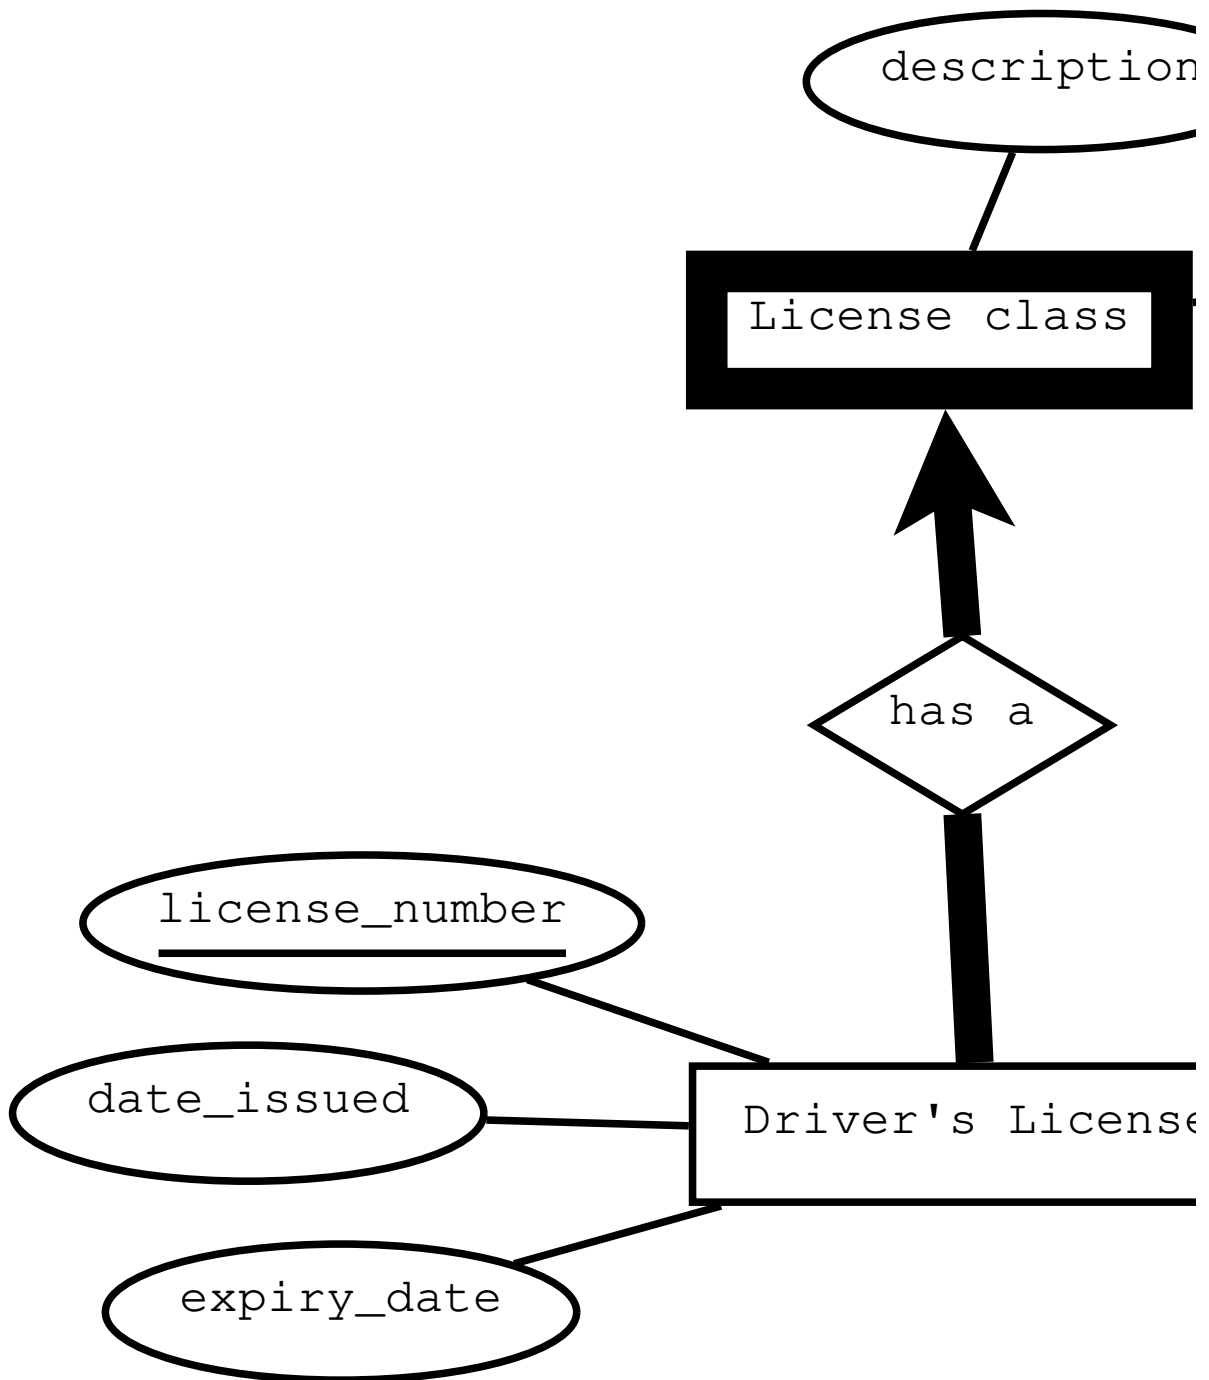 description
License class
has a
license_number
date_issued
Driver's License
expiry_date